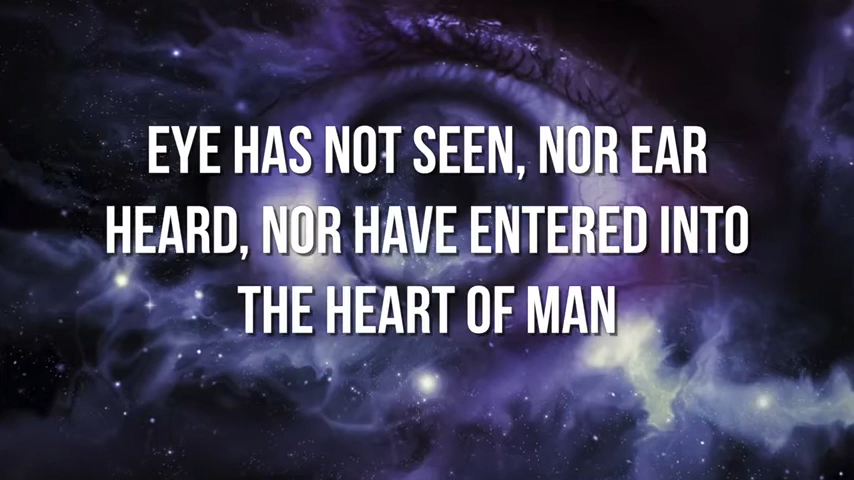 EYE HAS NOT SEEN, NOR EAR
HEARD, NOR HAVE ENTERED INTO
THE HEART OF MAN